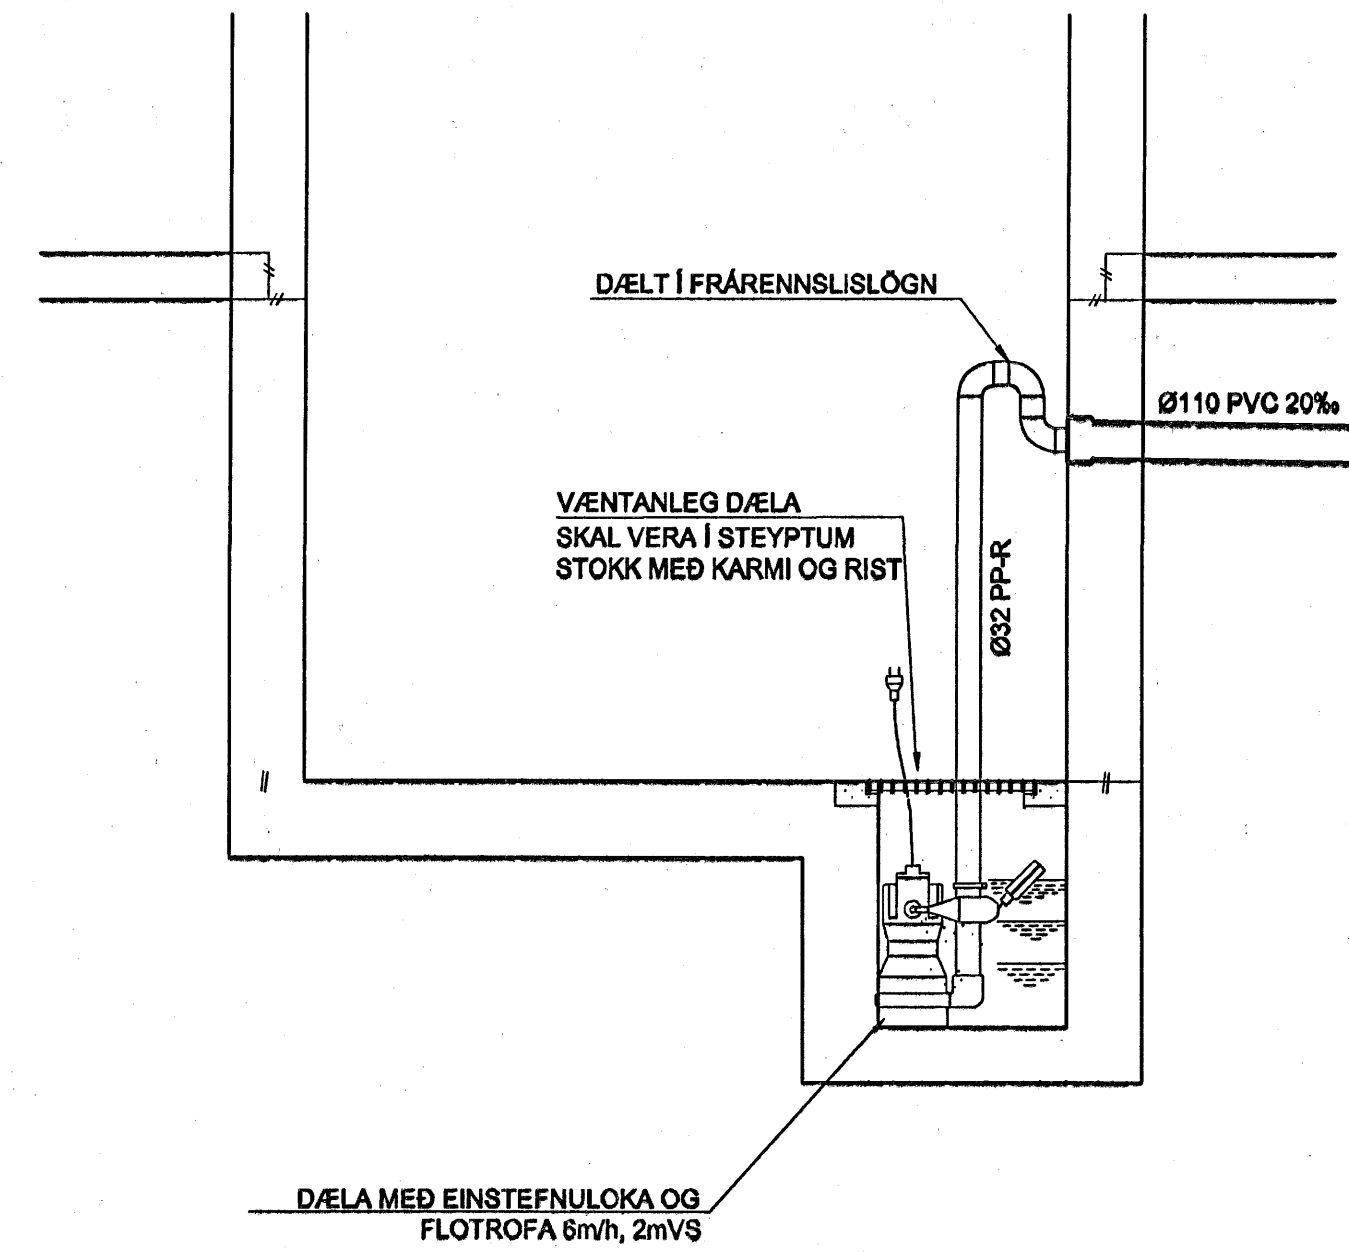 DÆLT Í FRÁRENNSLISLÖGN
Ø110 PVC 20‰
VÆNTANLEG DÆLA
SKAL VERA Í STEYPTUM
STOKK MEÐ KARMI OG RIST
Ø32 PP-R
DÆLA MEÐ EINSTEFNULOKA OG
FLOTROFA 6m/h, 2mVS